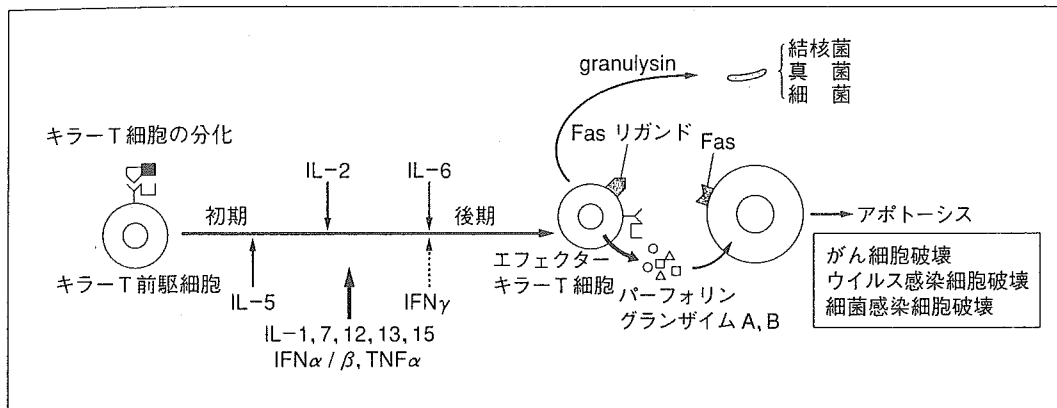 granulysin
結核菌
真 菌
細 菌
キラーT細胞の分化
Fas リガンド
Fas
IL-2
IL-6
初期
後期
アポトーシス
キラーT前駆細胞
IL-5
IFNγ
エフェクター
キラーT細胞
パーフォリン
グランザイム A, B
がん細胞破壊
ウイルス感染細胞破壊
細菌感染細胞破壊
IL-1, 7, 12, 13, 15
IFNα / β, TNFα